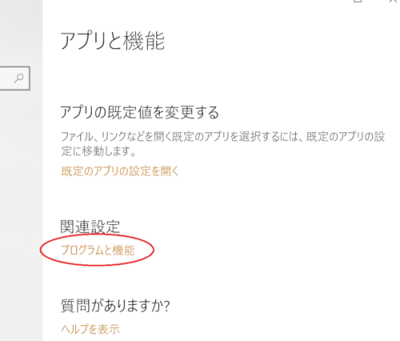 アプリと機能
アプリの既定値を変更する
ファイル、リンクなどを開く既定のアプリを選択するには、既定のアプリの設
定に移動します。
既定のアプリの設定を開く
関連設定
プログラムと機能
質問がありますか?
ヘルプを表示